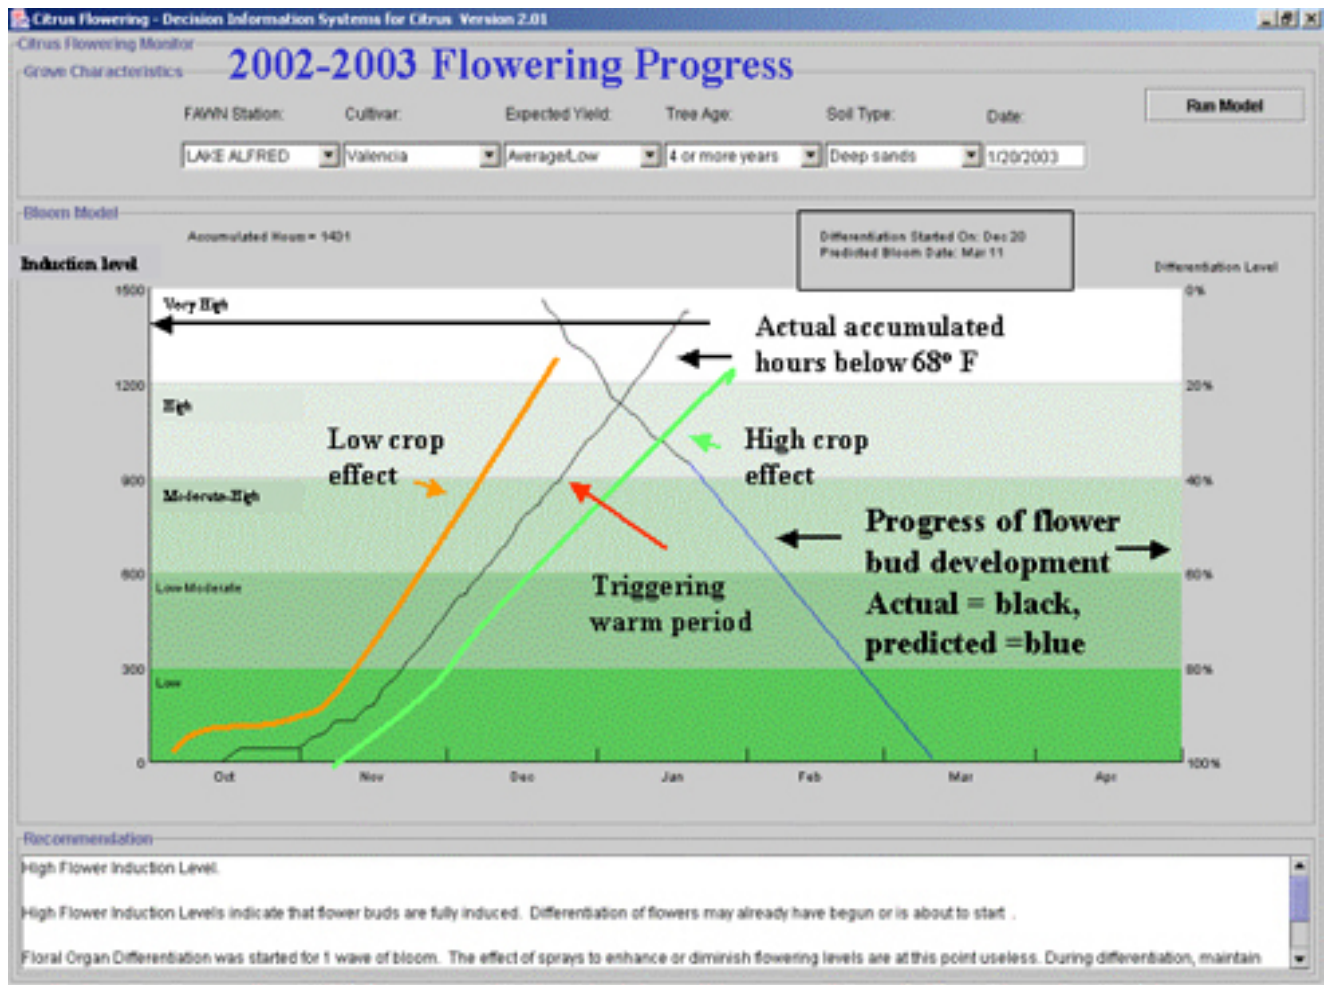 Citrus Flowering - Decision Information Systems for Citrus Version 2.01
Citrus Flowering Monitor
2002-2003 Flowering Progress
Grove Characteristics
FAWN Station: Cultivar: Expected Yield: Tree Age: Soil Type: Date:
Run Model
LAKE ALFRED Valencia Average/Low 4 or more years Deep sands 1/20/2003
Bloom Model
Accumulated Hours = 1431
Differentiation Started On: Dec 20
Predicted Bloom Date: Mar 11
Induction level
Differentiation Level
1500
Very High
0%
Actual accumulated
hours below 68º F
1200
High
20%
Low crop
effect
High crop
effect
900
Moderate-High
40%
Progress of flower
bud development
Actual = black,
predicted =blue
600
Low-Moderate
60%
Triggering
warm period
300
Low
80%
0
100%
Oct Nov Dec Jan Feb Mar Apr
Recommendation
High Flower Induction Level.
High Flower Induction Levels indicate that flower buds are fully induced. Differentiation of flowers may already have begun or is about to start .
Floral Organ Differentiation was started for 1 wave of bloom. The effect of sprays to enhance or diminish flowering levels are at this point useless. During differentiation, maintain